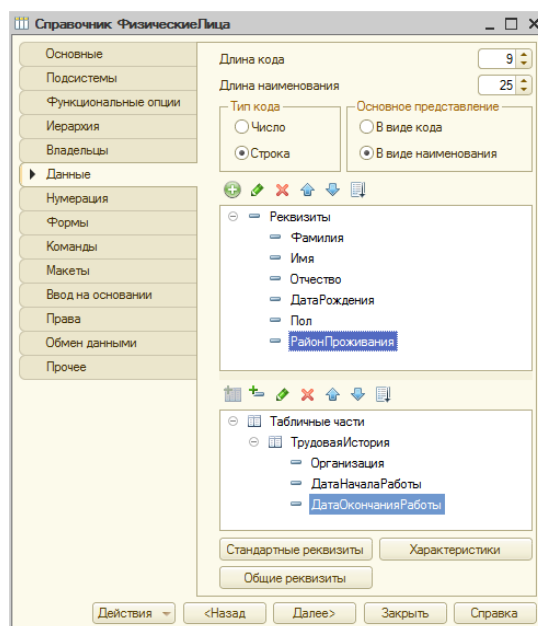 Справочник ФизическиеЛица
Основные
Подсистемы
Функциональные опции
Иерархия
Владельцы
Данные
Нумерация
Формы
Команды
Макеты
Ввод на основании
Права
Обмен данными
Прочее
Длина кода 9
Длина наименования 25
Тип кода
Число
Строка
Основное представление
В виде кода
В виде наименования
Реквизиты
Фамилия
Имя
Отчество
ДатаРождения
Пол
РайонПроживания
Табличные части
ТрудоваяИстория
Организация
ДатаНачалаРаботы
ДатаОкончанияРаботы
Стандартные реквизиты Характеристики
Общие реквизиты
Действия <Назад Далее> Закрыть Справка